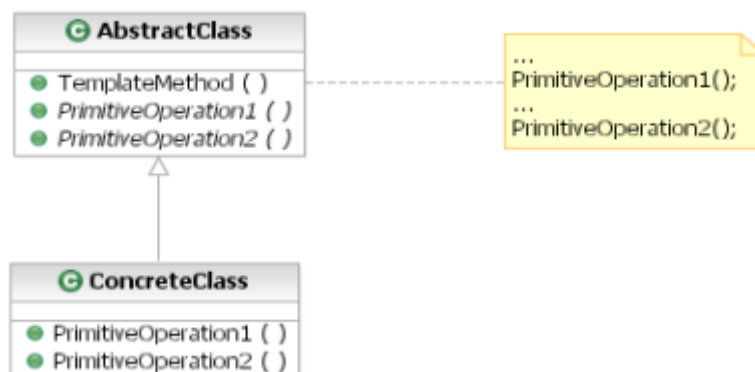 C AbstractClass
TemplateMethod ( )
PrimitiveOperation1 ( )
PrimitiveOperation2 ( )
...
PrimitiveOperation1();
...
PrimitiveOperation2();
C ConcreteClass
PrimitiveOperation1 ( )
PrimitiveOperation2 ( )